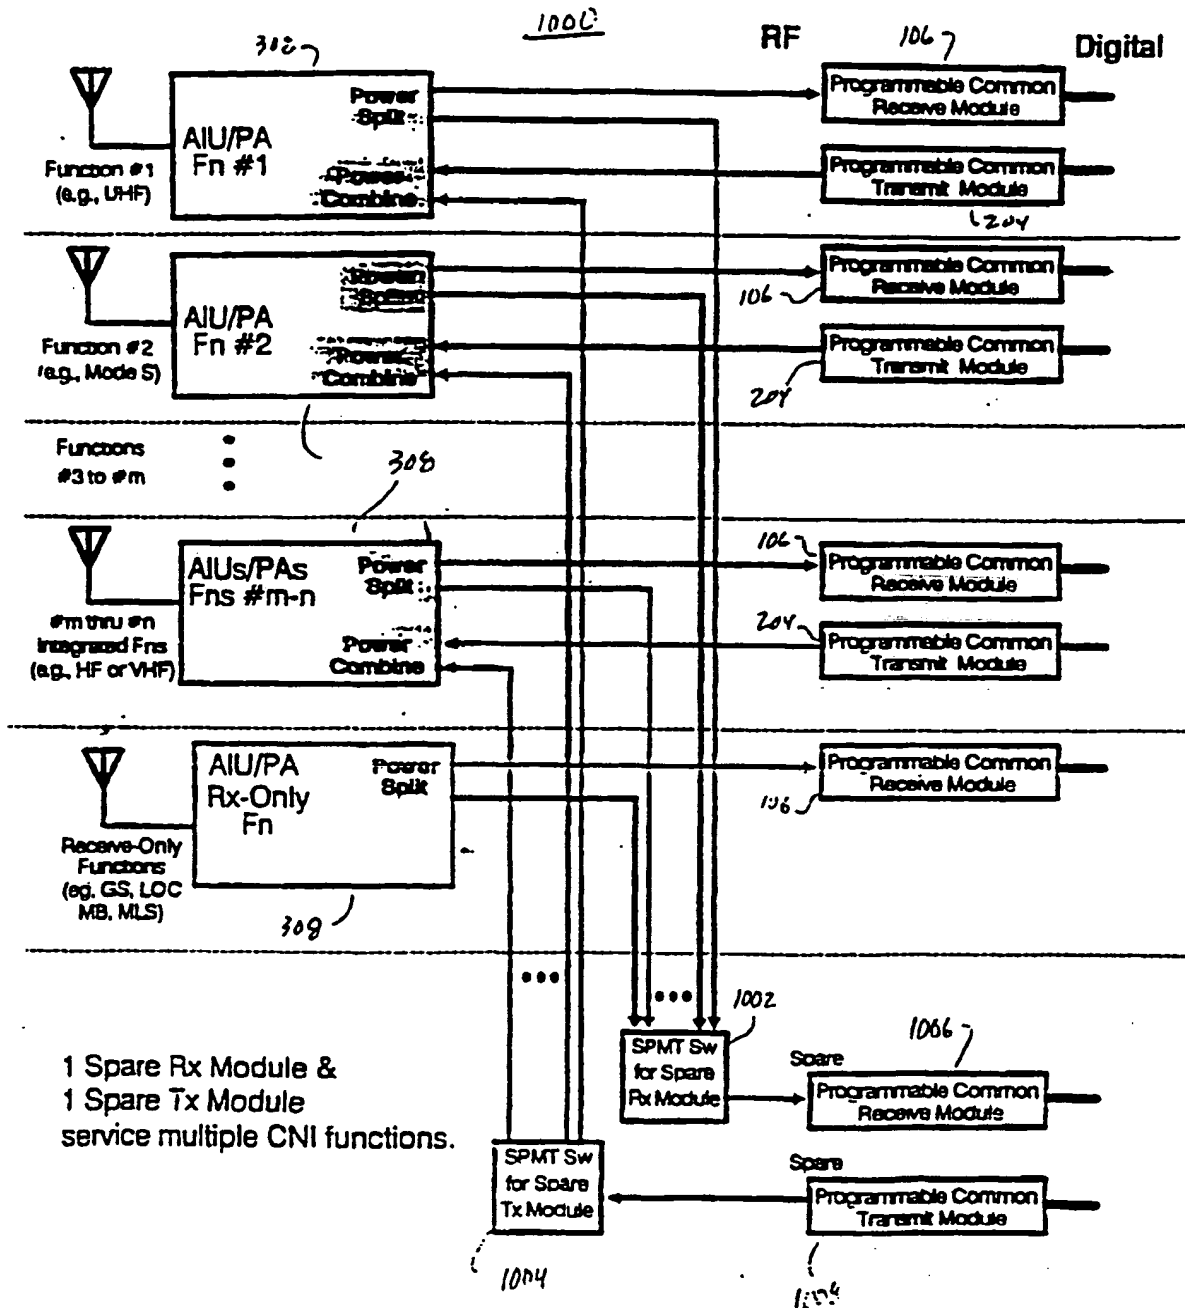 1000
308
RF
106
Digital
Power
Split
AIU/PA
Fn #1
Power
Combine
Function #1
(e.g., UHF)
Programmable Common
Receive Module
Programmable Common
Transmit Module
204
AIU/PA
Fn #2
Power
Split
Power
Combine
Function #2
(e.g., Mode S)
106
Programmable Common
Receive Module
204
Programmable Common
Transmit Module
Functions
#3 to #m
308
AIUs/PAs
Fns #m-n
Power
Split
Power
Combine
#m thru #n
Integrated Fns
(e.g., HF or VHF)
106
Programmable Common
Receive Module
204
Programmable Common
Transmit Module
AIU/PA
Rx-Only
Fn
Power
Split
Receive-Only
Functions
(eg, GS, LOC
MB, MLS)
308
Programmable Common
Receive Module
106
1002
SPMT Sw
for Spare
Rx Module
1006
Spare
Programmable Common
Receive Module
1 Spare Rx Module &
1 Spare Tx Module
service multiple CNI functions.
SPMT Sw
for Spare
Tx Module
1004
Spare
Programmable Common
Transmit Module